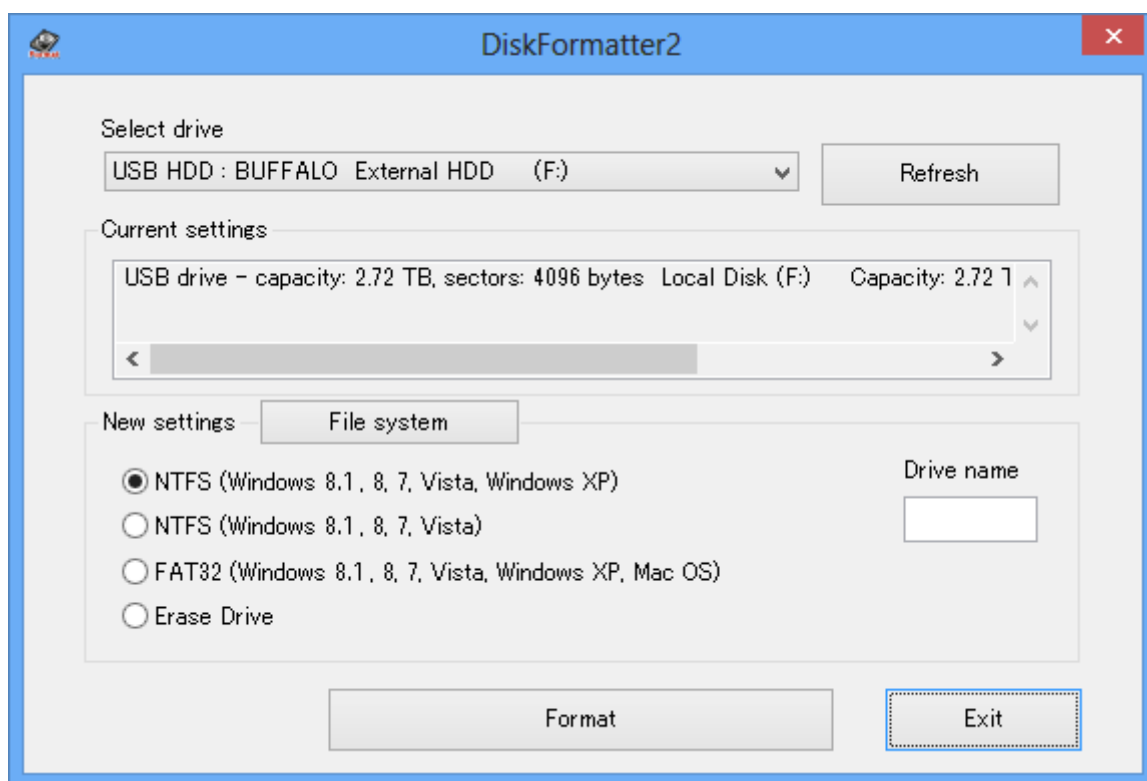 DiskFormatter2
Select drive
USB HDD : BUFFALO External HDD (F:)
Refresh
Current settings
USB drive - capacity: 2.72 TB, sectors: 4096 bytes Local Disk (F:) Capacity: 2.72 T
New settings
File system
NTFS (Windows 8.1, 8, 7, Vista, Windows XP)
Drive name
NTFS (Windows 8.1, 8, 7, Vista)
FAT32 (Windows 8.1, 8, 7, Vista, Windows XP, Mac OS)
Erase Drive
Format
Exit